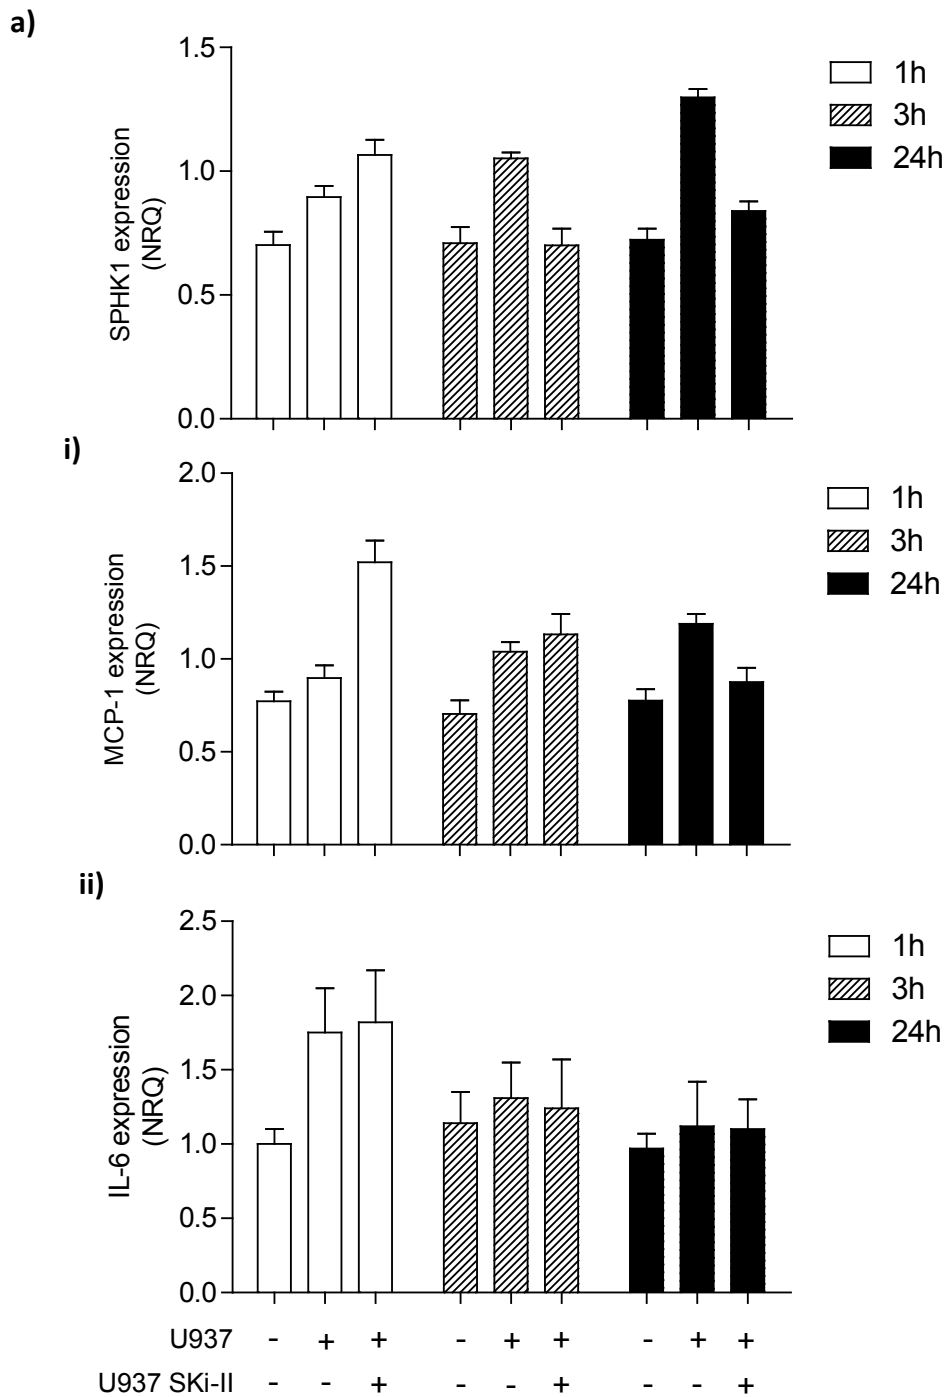 a)
SPHK1 expression
(NRQ)
1.5
1.0
0.5
0.0
1h
3h
24h
i)
MCP-1 expression
(NRQ)
2.0
1.5
1.0
0.5
0.0
1h
3h
24h
ii)
IL-6 expression
(NRQ)
2.5
2.0
1.5
1.0
0.5
0.0
1h
3h
24h
U937 - + + - + + - + +
U937 SKi-II - - + - - + - - +